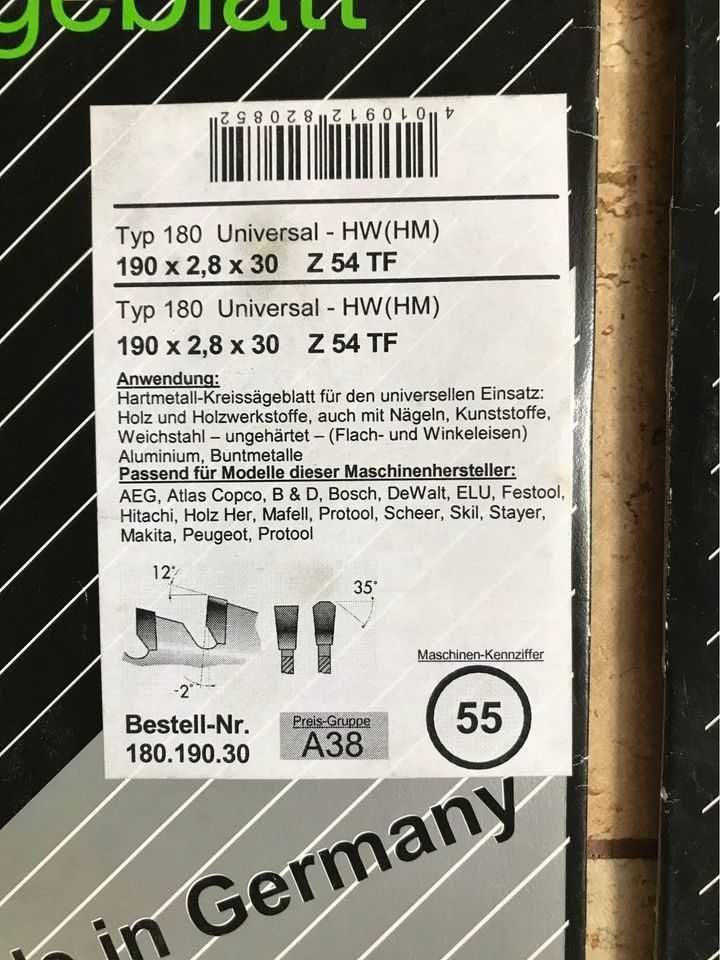 geblatt
4 010912 820852
Typ 180 Universal - HW(HM)
190 x 2,8 x 30 Z 54 TF
Typ 180 Universal - HW(HM)
190 x 2,8 x 30 Z 54 TF
Anwendung:
Hartmetall-Kreissägeblatt für den universellen Einsatz:
Holz und Holzwerkstoffe, auch mit Nägeln, Kunststoffe,
Weichstahl – ungehärtet – (Flach- und Winkeleisen)
Aluminium, Buntmetalle
Passend für Modelle dieser Maschinenhersteller:
AEG, Atlas Copco, B & D, Bosch, DeWalt, ELU, Festool,
Hitachi, Holz Her, Mafell, Protool, Scheer, Skil, Stayer,
Makita, Peugeot, Protool
12°
35°
-2°
Maschinen-Kennziffer
55
Bestell-Nr.
180.190.30
Preis-Gruppe
A38
in Germany